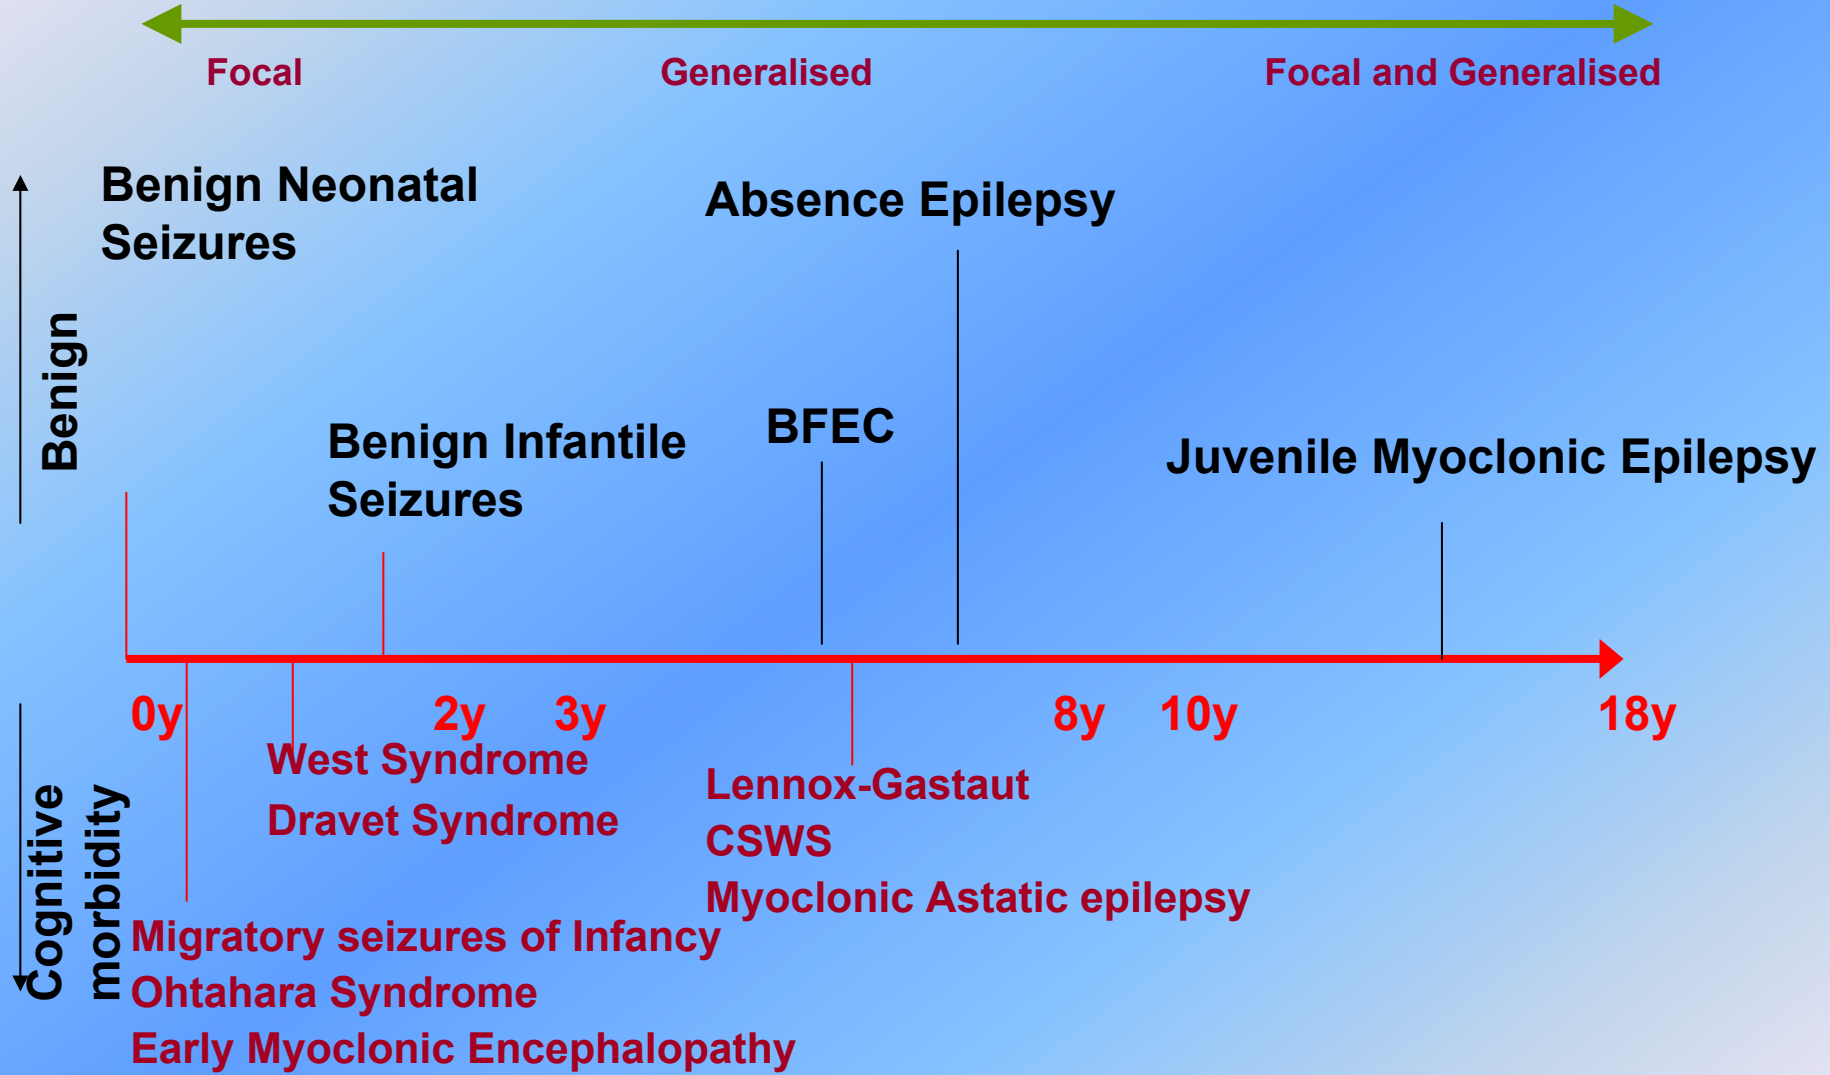 Focal
Generalised
Focal and Generalised
Benign Neonatal
Seizures
Absence Epilepsy
Benign
Benign Infantile
Seizures
BFEC
Juvenile Myoclonic Epilepsy
0y
2y
3y
8y
10y
18y
West Syndrome
Dravet Syndrome
Lennox-Gastaut
CSWS
Myoclonic Astatic epilepsy
Cognitive
morbidity
Migratory seizures of Infancy
Ohtahara Syndrome
Early Myoclonic Encephalopathy